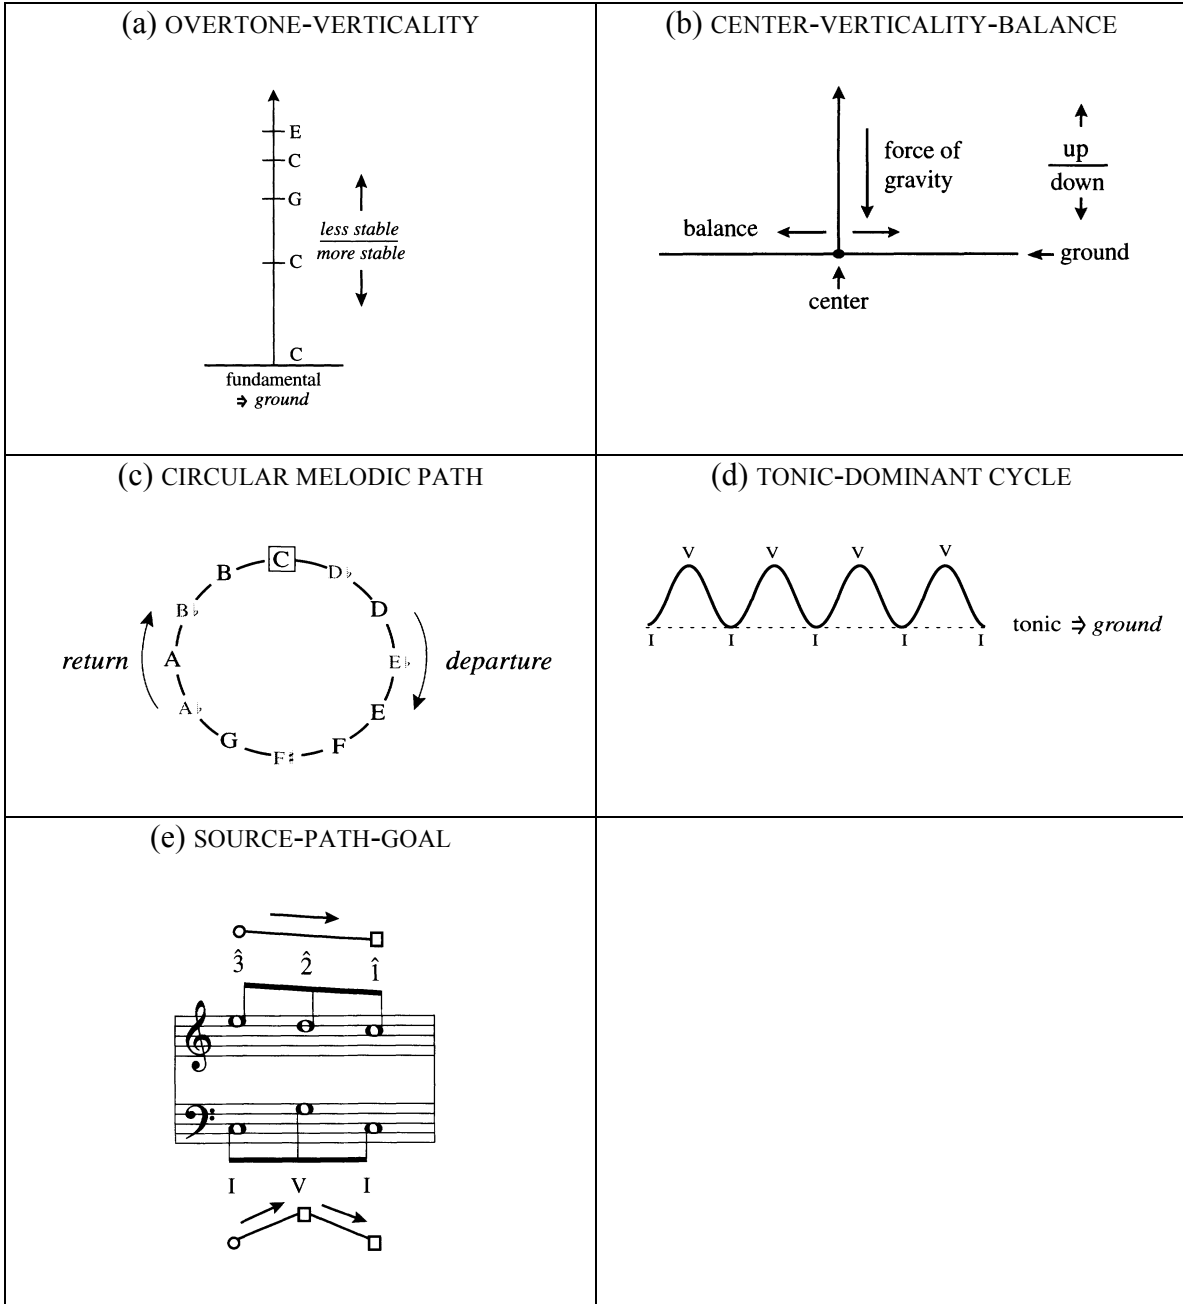 (a) OVERTONE-VERTICALITY
E
C
G
less stable
more stable
C
C
fundamental
⇒ ground
(b) CENTER-VERTICALITY-BALANCE
force of
gravity
up
down
balance
ground
center
(c) CIRCULAR MELODIC PATH
C
B
D♭
B♭
D
return
A
E♭
departure
A♭
E
G
F
F♯
(d) TONIC-DOMINANT CYCLE
V V V V
I I I I I
tonic ⇒ ground
(e) SOURCE-PATH-GOAL
3̂ 2̂ 1̂
I V I